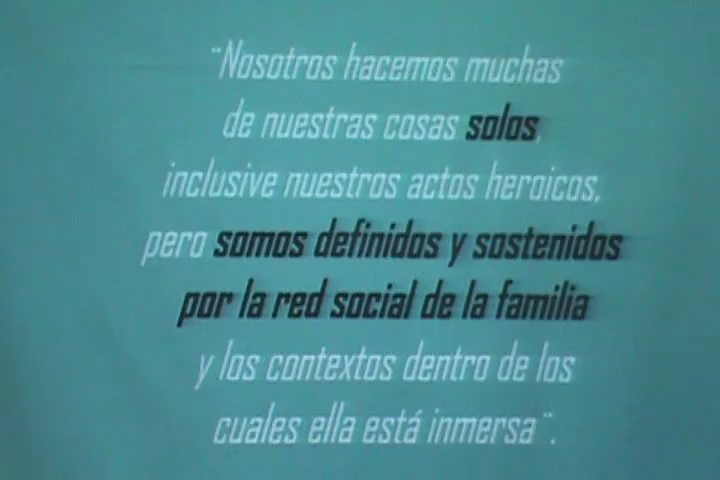 ¨Nosotros hacemos muchas
de nuestras cosas solos,
inclusive nuestros actos heroicos,
pero somos definidos y sostenidos
por la red social de la familia
y los contextos dentro de los
cuales ella está inmersa¨.